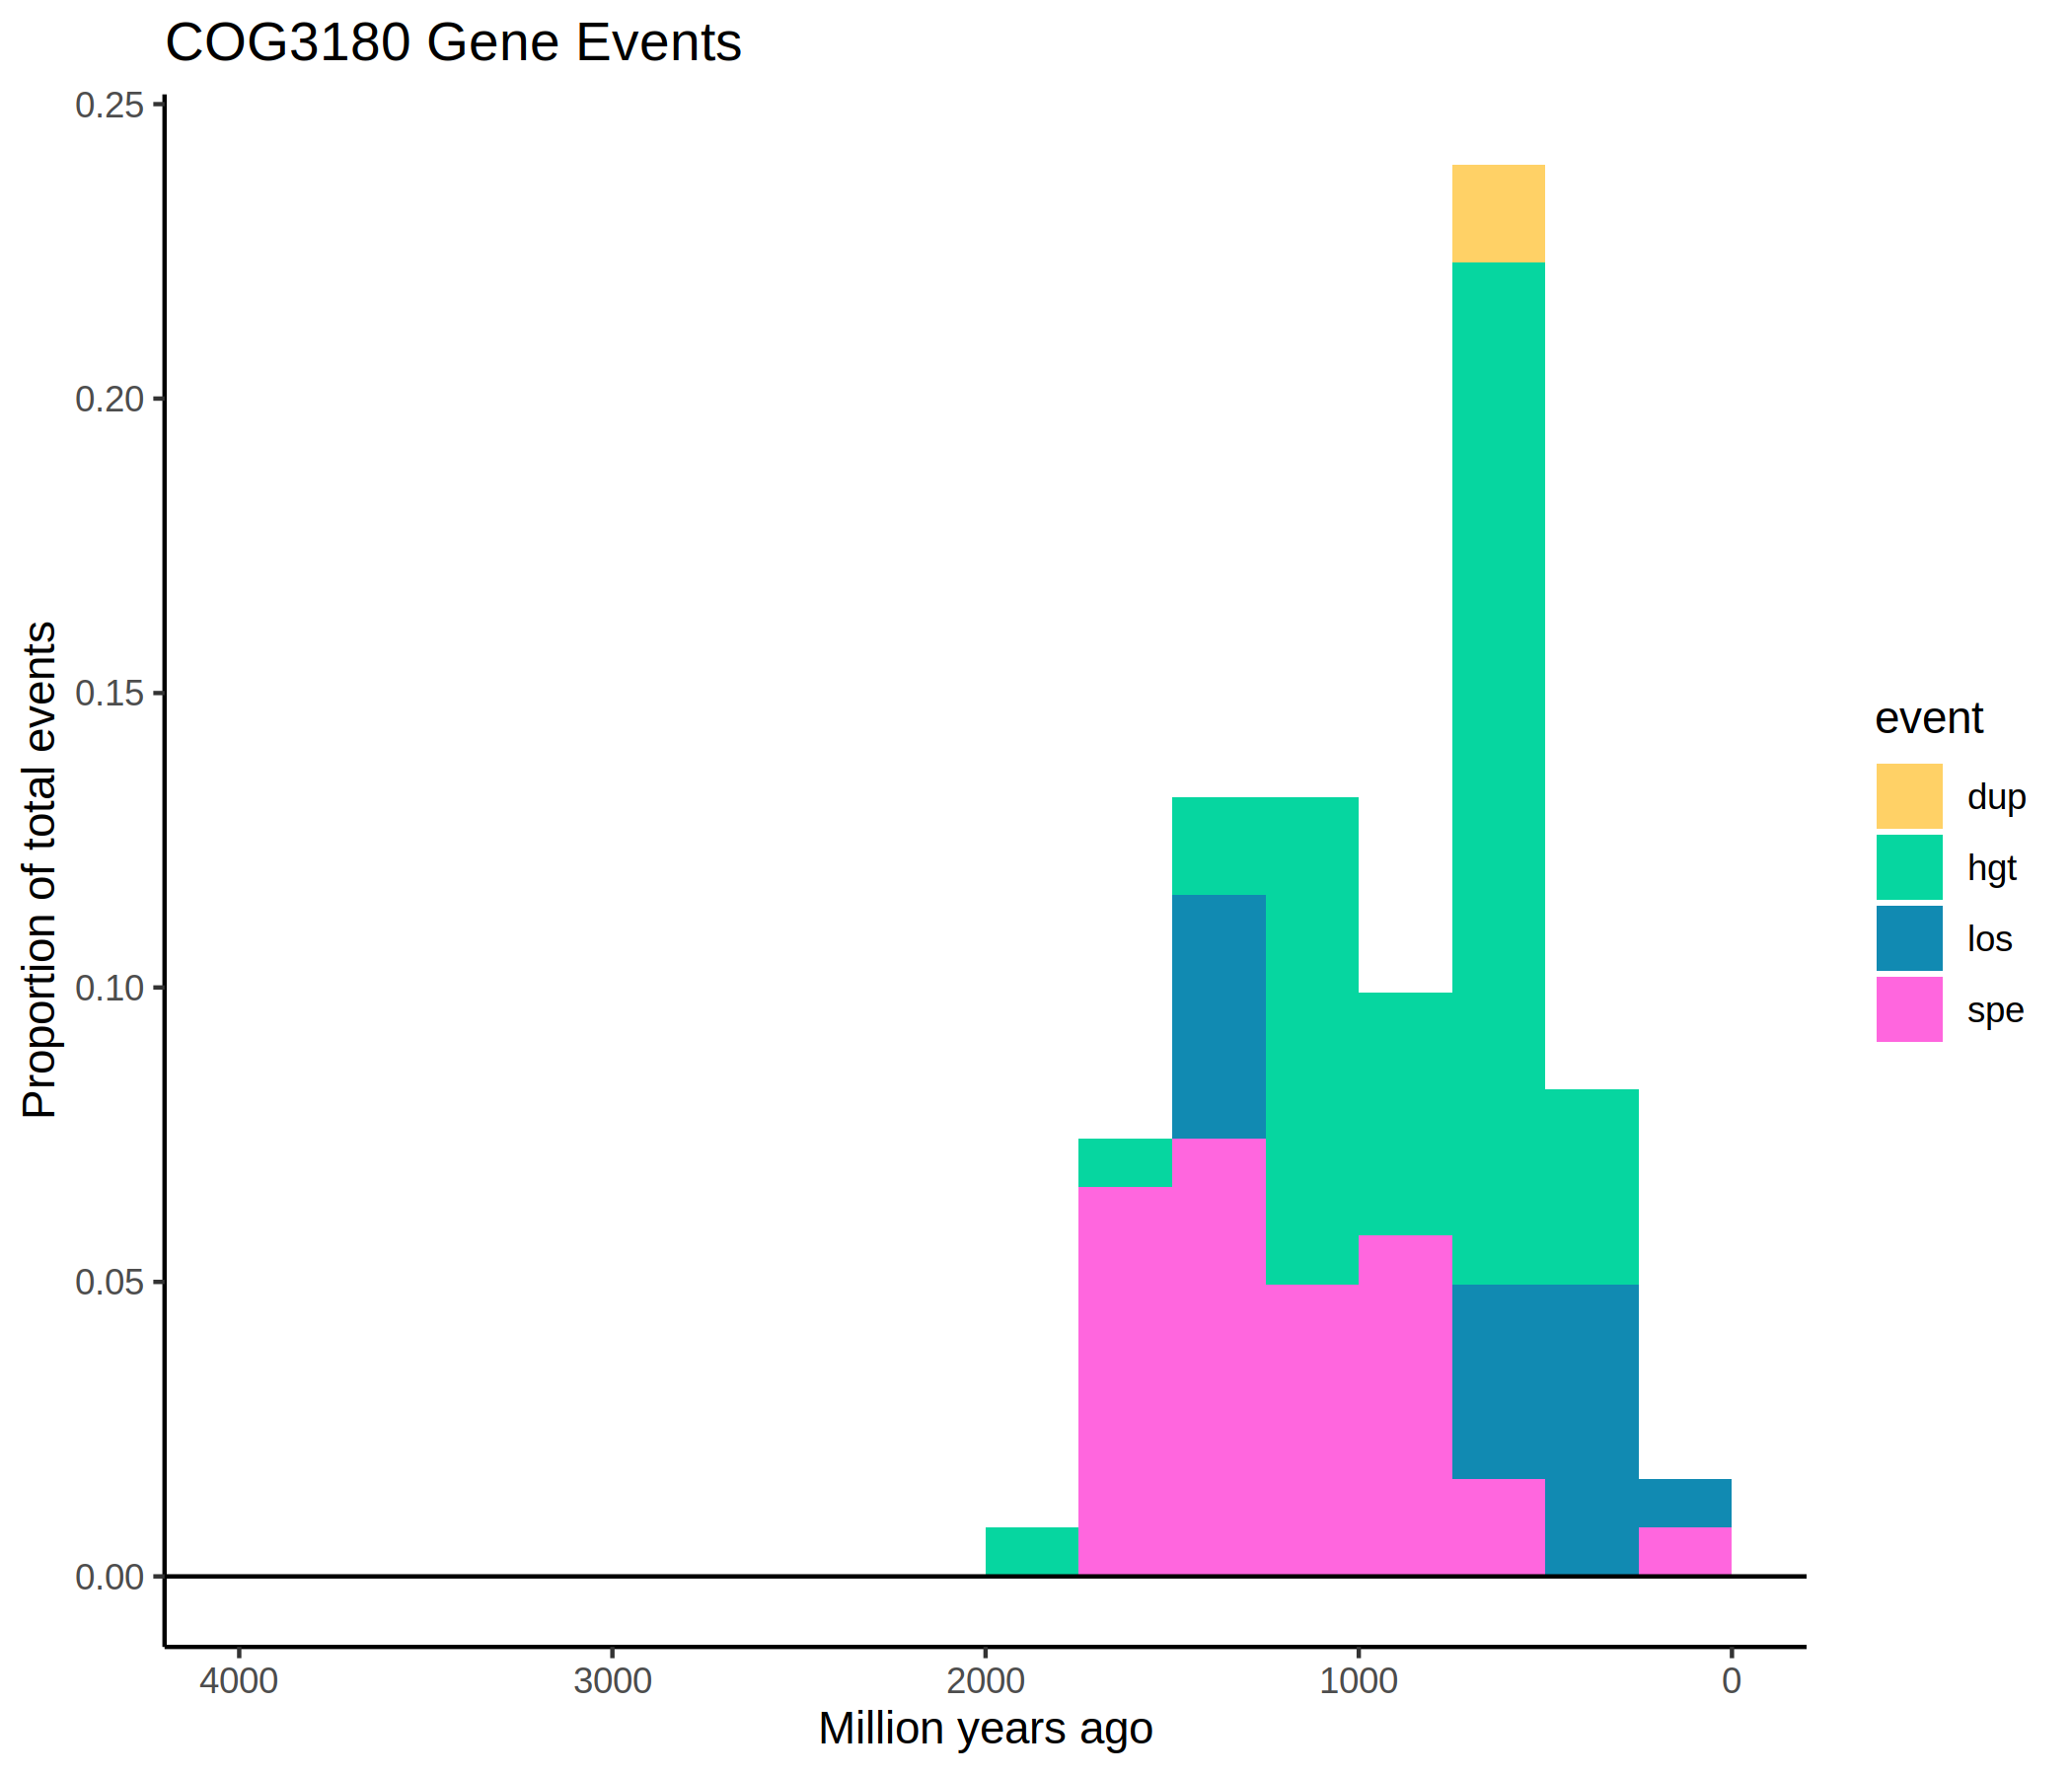 COG3180 Gene Events
Proportion of total events
0.25
0.20
0.15
0.10
0.05
0.00
4000 3000 2000 1000 0
Million years ago
event
dup
hgt
los
spe